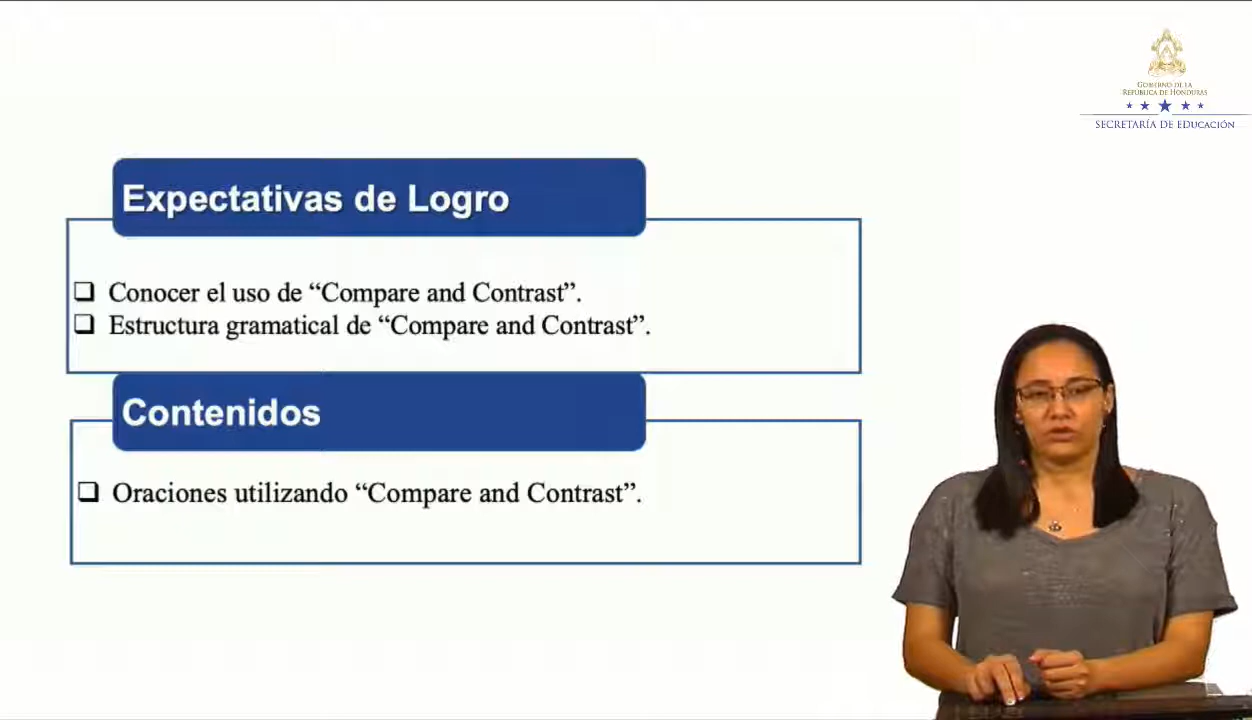 GOBIERNO DE LA
REPÚBLICA DE HONDURAS
SECRETARÍA DE EDUCACIÓN
Expectativas de Logro
Conocer el uso de “Compare and Contrast”.
Estructura gramatical de “Compare and Contrast”.
Contenidos
Oraciones utilizando “Compare and Contrast”.